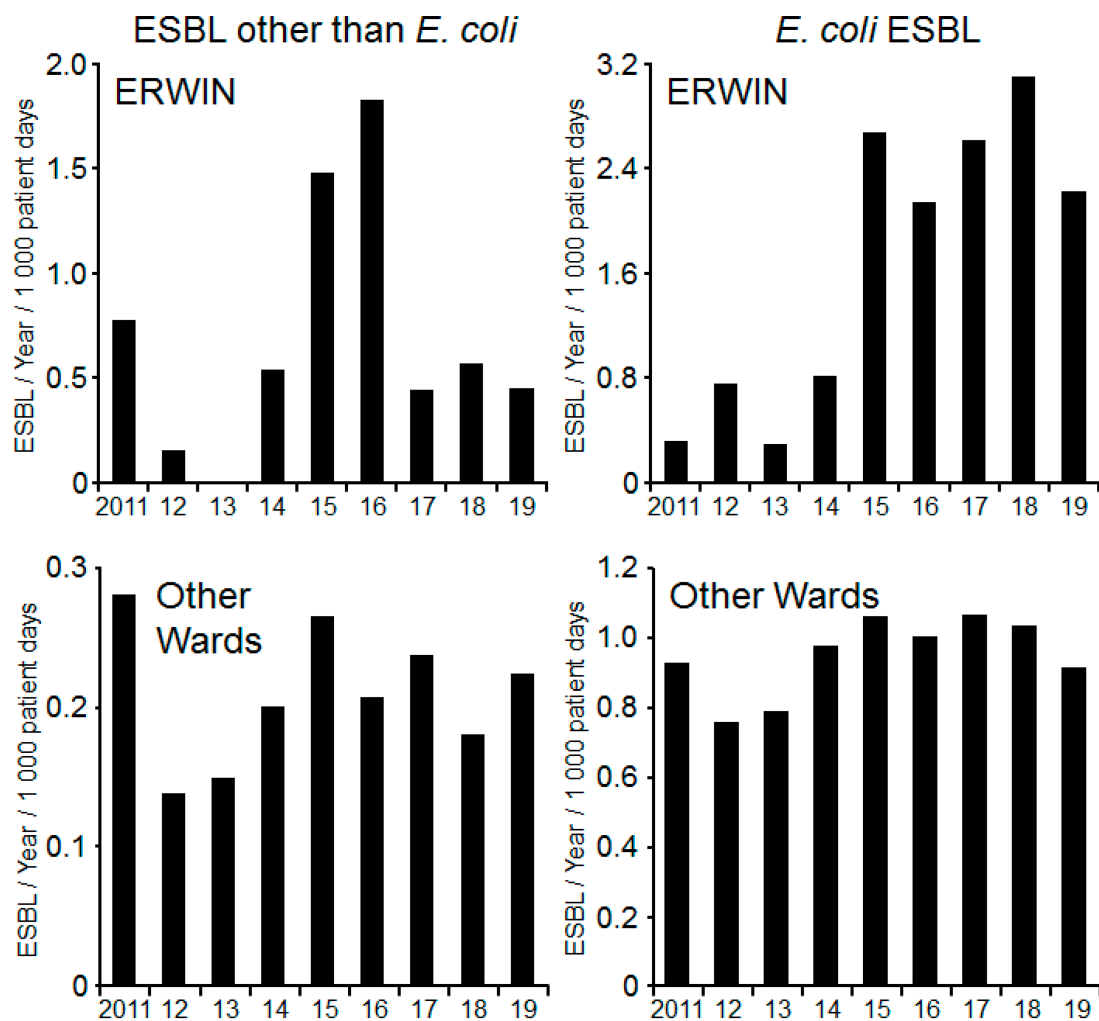 ESBL other than E. coli
E. coli ESBL
ESBL / Year / 1 000 patient days
ERWIN
2.0
1.5
1.0
0.5
0
2011 12 13 14 15 16 17 18 19
ESBL / Year / 1 000 patient days
ERWIN
3.2
2.4
1.6
0.8
0
2011 12 13 14 15 16 17 18 19
ESBL / Year / 1 000 patient days
Other
Wards
0.3
0.2
0.1
0
2011 12 13 14 15 16 17 18 19
ESBL / Year / 1 000 patient days
Other Wards
1.2
1.0
0.8
0.6
0.4
0.2
0
2011 12 13 14 15 16 17 18 19